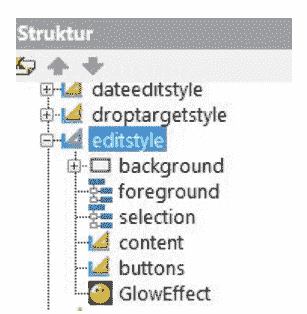 Struktur
dateeditstyle
droptargetstyle
editstyle
background
foreground
selection
content
buttons
GlowEffect